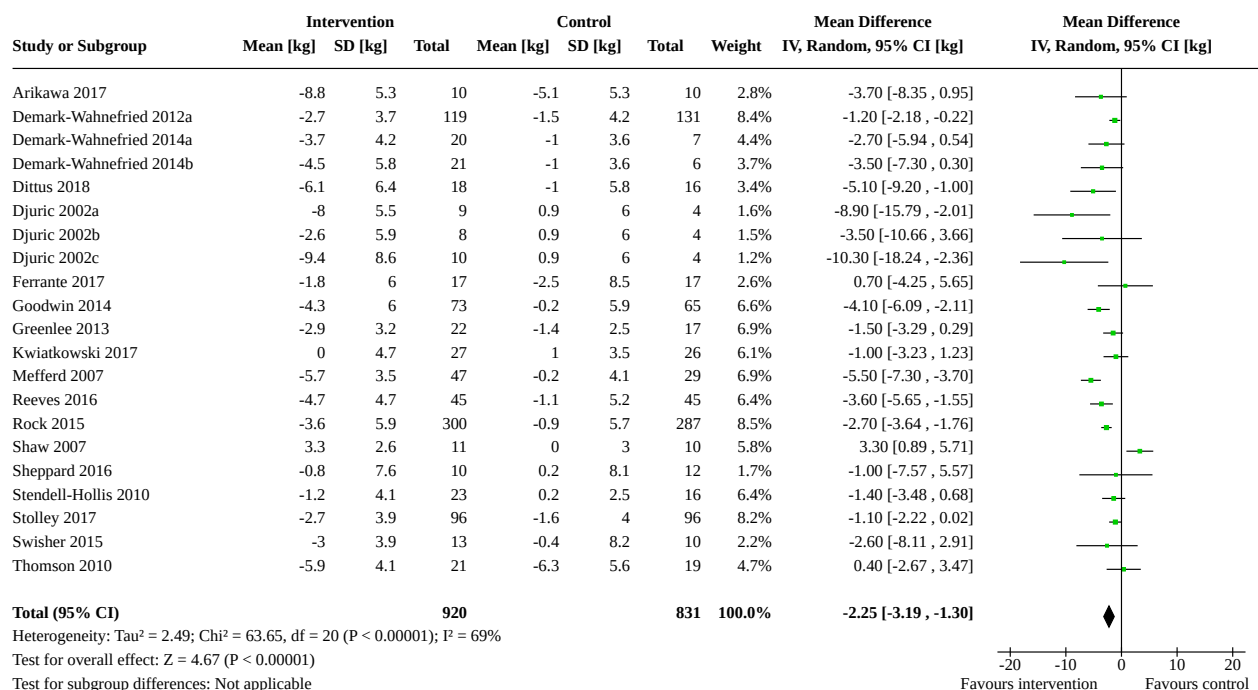 Intervention Control Mean Difference Mean Difference
Study or Subgroup Mean [kg] SD [kg] Total Mean [kg] SD [kg] Total Weight IV, Random, 95% CI [kg] IV, Random, 95% CI [kg]
Arikawa 2017 -8.8 5.3 10 -5.1 5.3 10 2.8% -3.70 [-8.35 , 0.95]
Demark-Wahnefried 2012a -2.7 3.7 119 -1.5 4.2 131 8.4% -1.20 [-2.18 , -0.22]
Demark-Wahnefried 2014a -3.7 4.2 20 -1 3.6 7 4.4% -2.70 [-5.94 , 0.54]
Demark-Wahnefried 2014b -4.5 5.8 21 -1 3.6 6 3.7% -3.50 [-7.30 , 0.30]
Dittus 2018 -6.1 6.4 18 -1 5.8 16 3.4% -5.10 [-9.20 , -1.00]
Djuric 2002a -8 5.5 9 0.9 6 4 1.6% -8.90 [-15.79 , -2.01]
Djuric 2002b -2.6 5.9 8 0.9 6 4 1.5% -3.50 [-10.66 , 3.66]
Djuric 2002c -9.4 8.6 10 0.9 6 4 1.2% -10.30 [-18.24 , -2.36]
Ferrante 2017 -1.8 6 17 -2.5 8.5 17 2.6% 0.70 [-4.25 , 5.65]
Goodwin 2014 -4.3 6 73 -0.2 5.9 65 6.6% -4.10 [-6.09 , -2.11]
Greenlee 2013 -2.9 3.2 22 -1.4 2.5 17 6.9% -1.50 [-3.29 , 0.29]
Kwiatkowski 2017 0 4.7 27 1 3.5 26 6.1% -1.00 [-3.23 , 1.23]
Mefferd 2007 -5.7 3.5 47 -0.2 4.1 29 6.9% -5.50 [-7.30 , -3.70]
Reeves 2016 -4.7 4.7 45 -1.1 5.2 45 6.4% -3.60 [-5.65 , -1.55]
Rock 2015 -3.6 5.9 300 -0.9 5.7 287 8.5% -2.70 [-3.64 , -1.76]
Shaw 2007 3.3 2.6 11 0 3 10 5.8% 3.30 [0.89 , 5.71]
Sheppard 2016 -0.8 7.6 10 0.2 8.1 12 1.7% -1.00 [-7.57 , 5.57]
Stendell-Hollis 2010 -1.2 4.1 23 0.2 2.5 16 6.4% -1.40 [-3.48 , 0.68]
Stolley 2017 -2.7 3.9 96 -1.6 4 96 8.2% -1.10 [-2.22 , 0.02]
Swisher 2015 -3 3.9 13 -0.4 8.2 10 2.2% -2.60 [-8.11 , 2.91]
Thomson 2010 -5.9 4.1 21 -6.3 5.6 19 4.7% 0.40 [-2.67 , 3.47]
Total (95% CI) 920 831 100.0% -2.25 [-3.19 , -1.30]
Heterogeneity: Tau² = 2.49; Chi² = 63.65, df = 20 (P < 0.00001); I² = 69%
Test for overall effect: Z = 4.67 (P < 0.00001)
Test for subgroup differences: Not applicable
-20 -10 0 10 20
Favours intervention Favours control